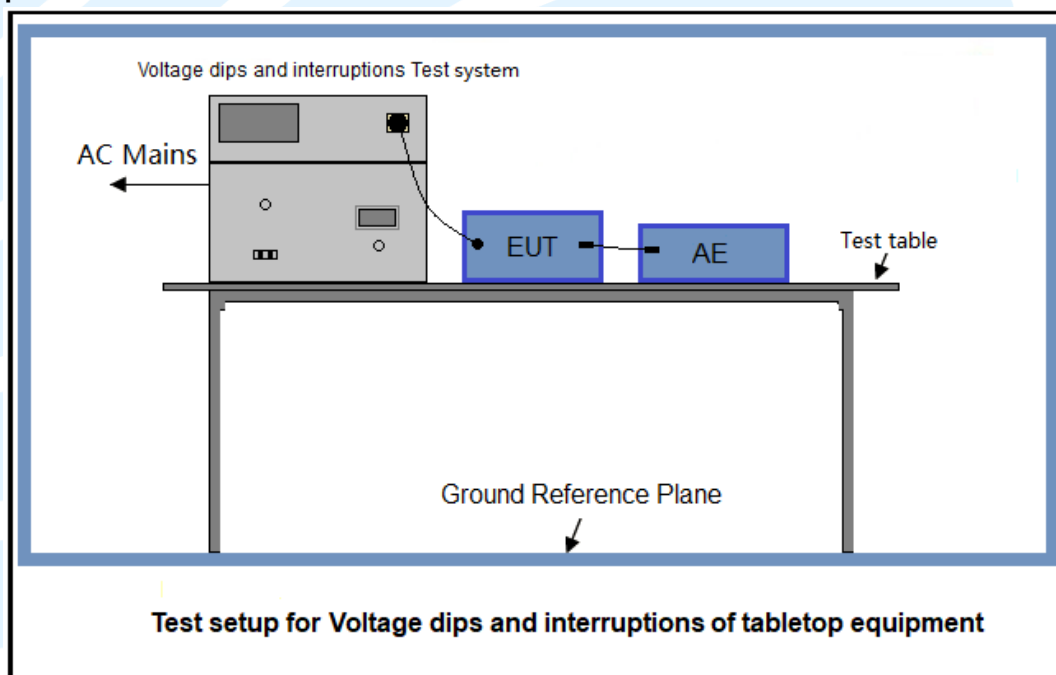 Voltage dips and interruptions Test system
AC Mains
EUT
AE
Test table
Ground Reference Plane
Test setup for Voltage dips and interruptions of tabletop equipment